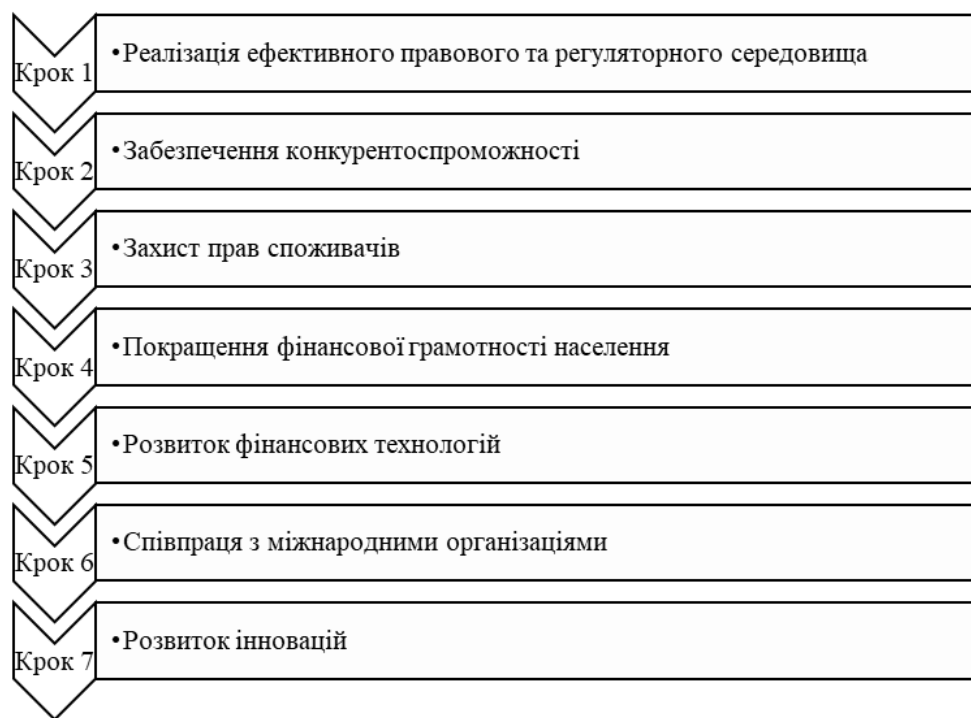 Крок 1
•Реалізація ефективного правового та регуляторного середовища
Крок 2
•Забезпечення конкурентоспроможності
Крок 3
•Захист прав споживачів
Крок 4
•Покращення фінансової грамотності населення
Крок 5
•Розвиток фінансових технологій
Крок 6
•Співпраця з міжнародними організаціями
Крок 7
•Розвиток інновацій